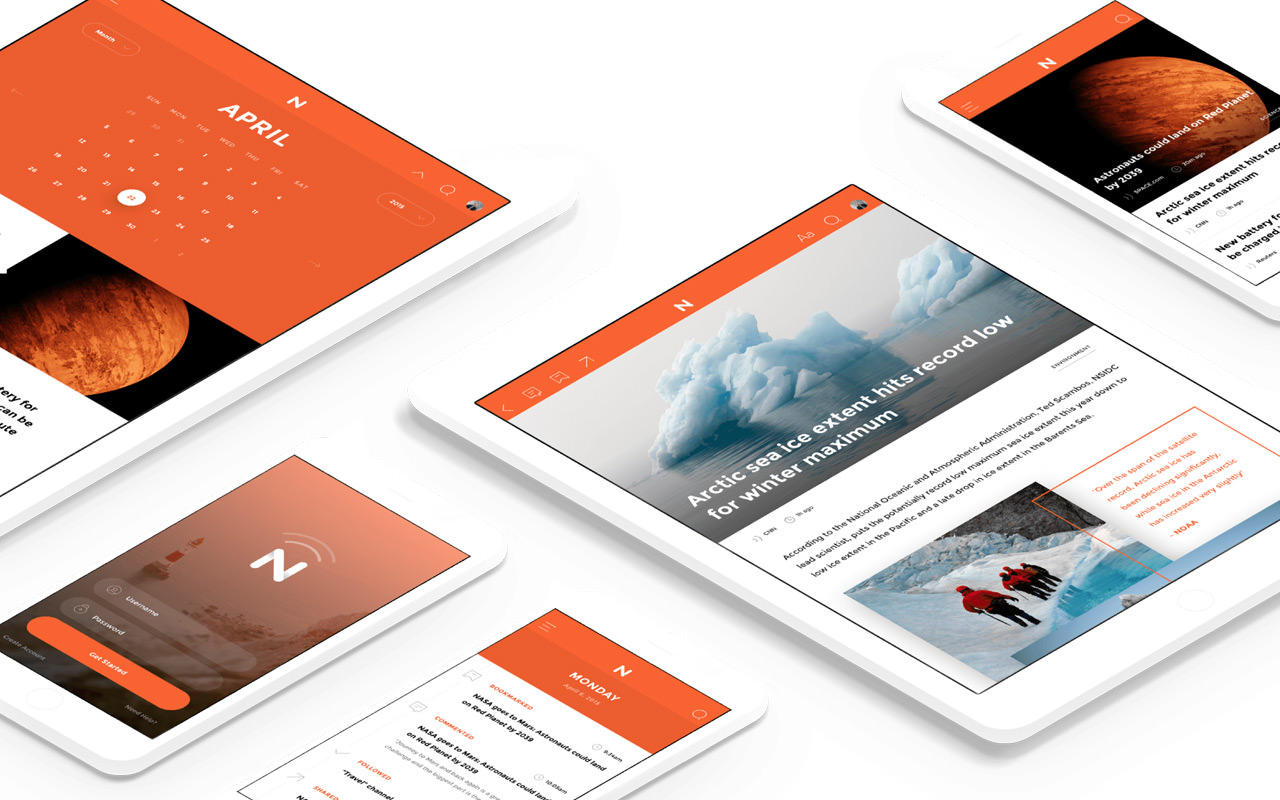 Month
N
APRIL
2015
SUN MON TUE WED THU FRI SAT
29 30 31 1 2 3 4
5 6 7 8 9 10 11
12 13 14 15 16 17 18
19 20 21 22 23 24 25
26 27 28 29 30 1 2
tery for
can be
ute
N
Astronauts could land on Red Planet
by 2039
SPACE.com 20m ago
Arctic sea ice extent hits reco
for winter maximum
CNN 1h ago
New battery fo
be charged
Reuters
N
Aa
Arctic sea ice extent hits record low
for winter maximum
CNN 1h ago
ENVIRONMENT
According to the National Oceanic and Atmospheric Administration, Ted Scambos, NSIDC
lead scientist, puts the potentially record low maximum sea ice extent this year down to
low ice extent in the Pacific and a late drop in ice extent in the Barents Sea.
"Over the span of the satellite
record, Arctic sea ice has
been declining significantly,
while sea ice in the Antarctic
has increased very slightly"
- NOAA
N
Username
Password
Get Started
Create Account
Need Help?
N
MONDAY
April 6, 2015
BOOKMARKED
NASA goes to Mars: Astronauts could land
on Red Planet by 2039
9:24am
COMMENTED
NASA goes to Mars: Astronauts could land
on Red Planet by 2039
10:03am
"Journey to Mars and back again is a gre
challenge and the biggest part is the
FOLLOWED
"Travel" channel
SHARED